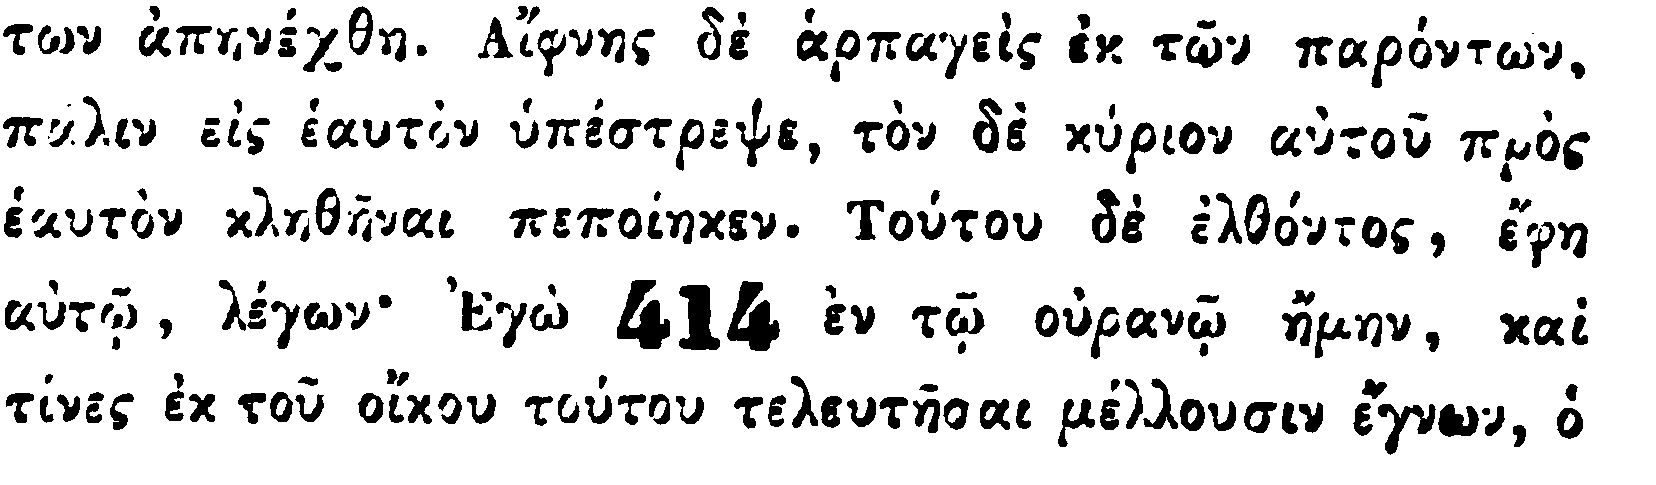 των ἀπηνέχθη. Αἴφνης δὲ ἁρπαγεὶς ἐκ τῶν παρόντων,
πάλιν εἰς ἑαυτὸν ὑπέστρεψε, τὸν δὲ κύριον αὐτοῦ πρὸς
ἑαυτὸν κληθῆναι πεποίηκεν. Τούτου δὲ ἐλθόντος, ἔφη
αὐτῷ, λέγων· Ἐγὼ 414 ἐν τῷ οὐρανῷ ἤμην, καὶ
τίνες ἐκ τοῦ οἴκου τούτου τελευτῆσαι μέλλουσιν ἔγνων, ὁ